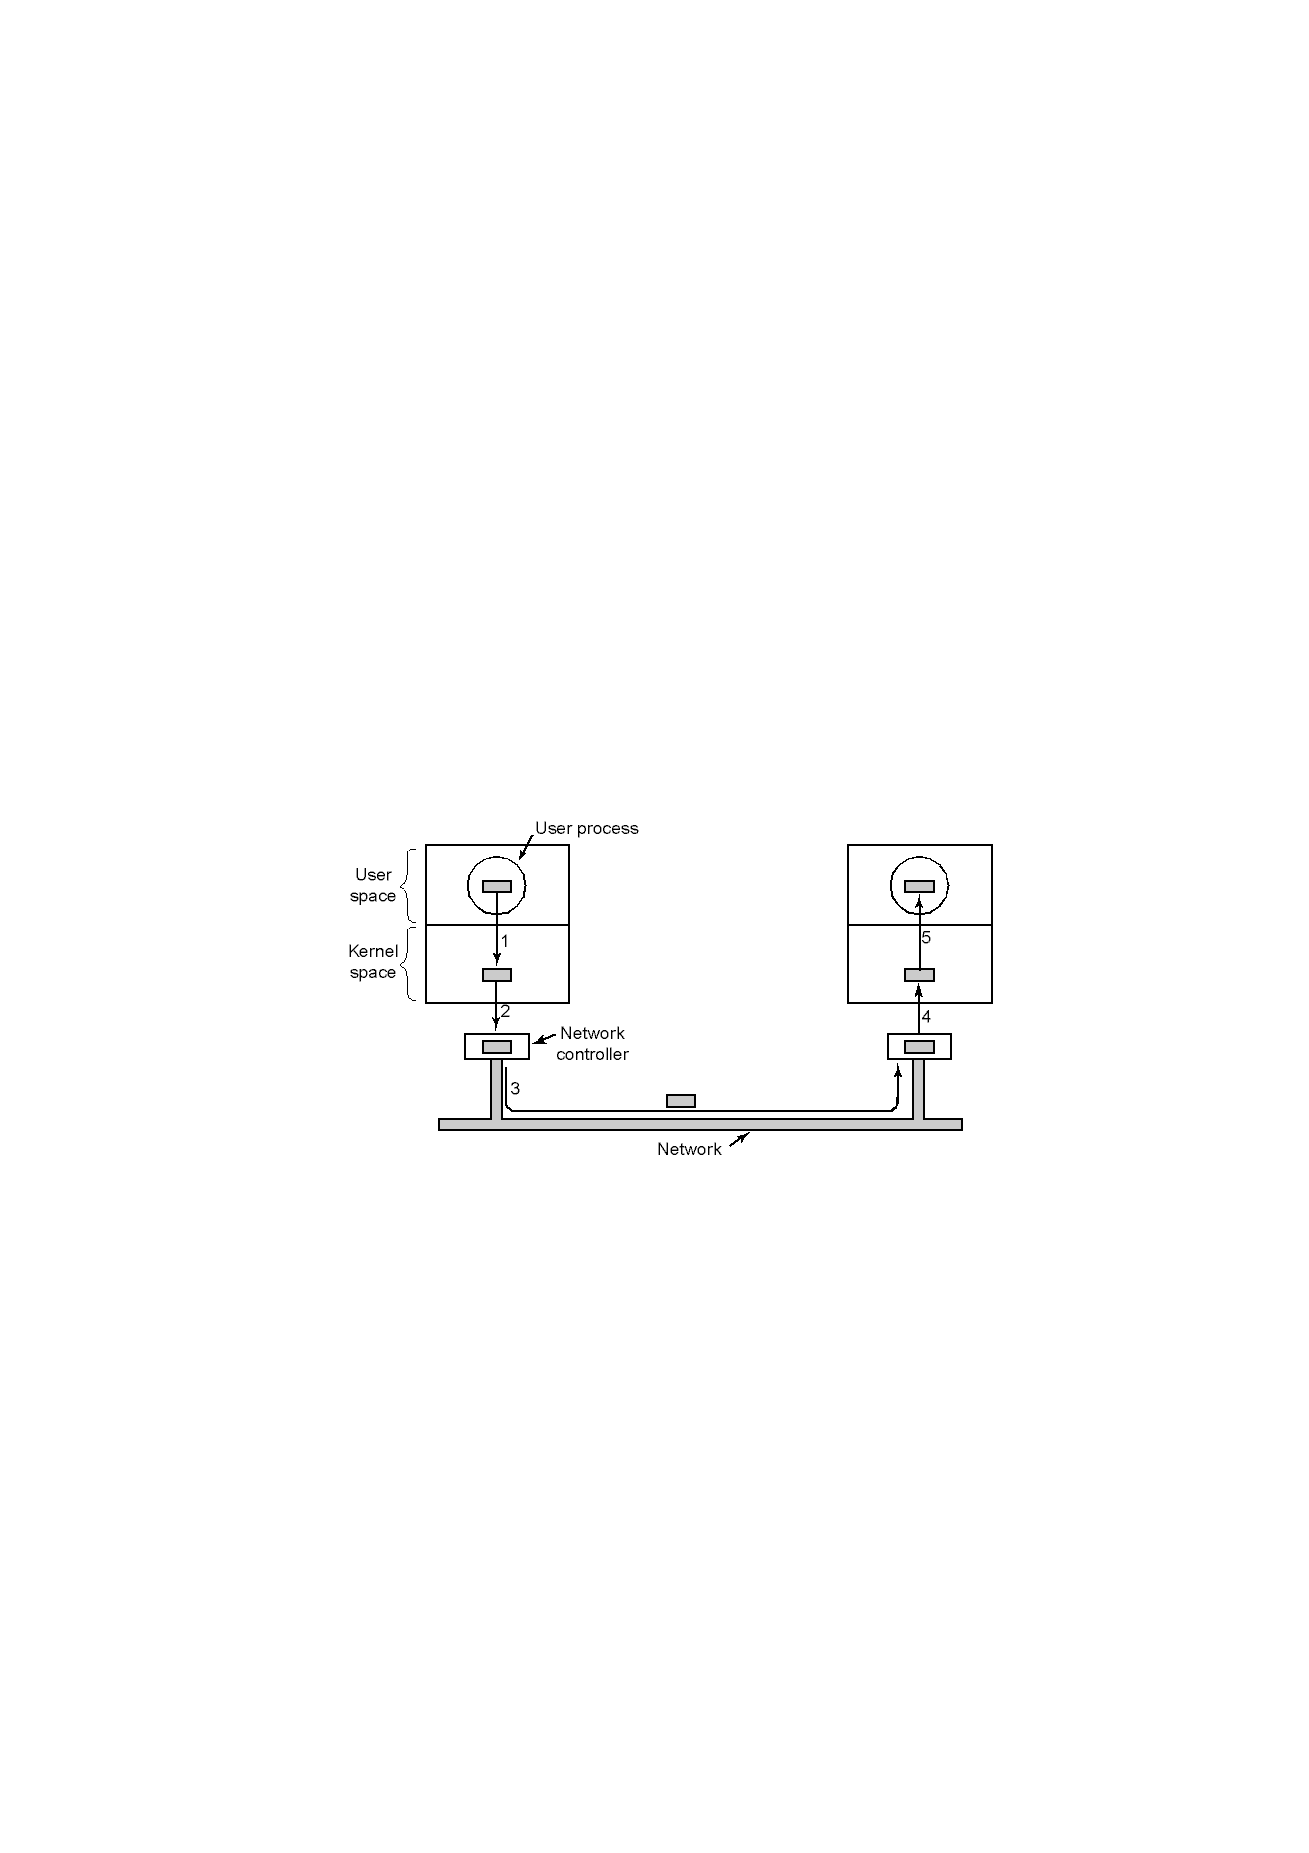 User process
User
space
1
5
Kernel
space
2
4
Network
controller
3
Network